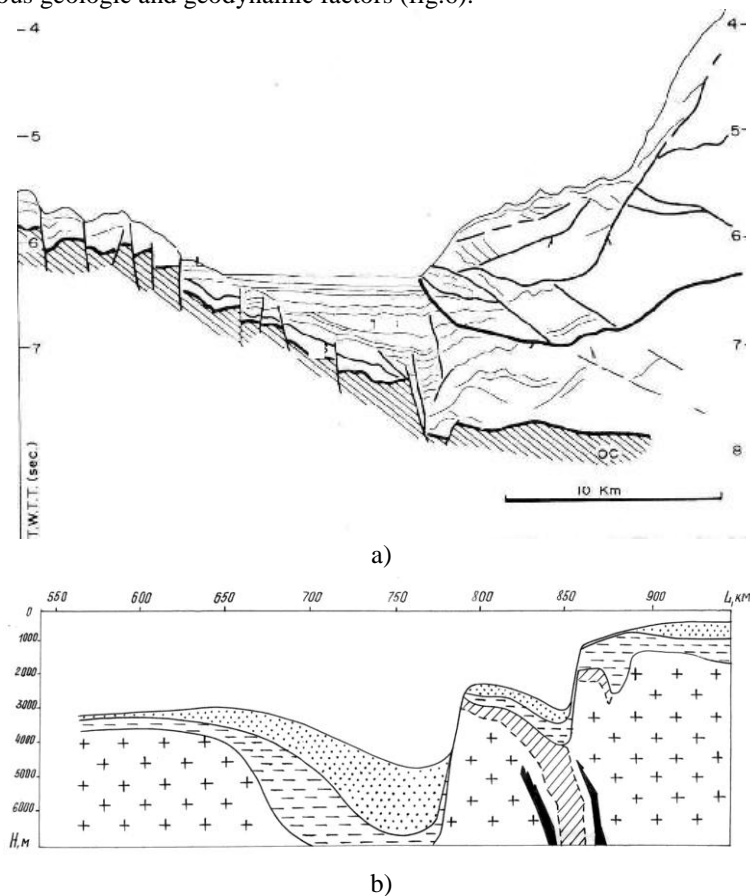 ous geologic and geodynamic factors (fig.6).
4 4
5 5
6 6
7 7
8
T.W.T.T. (sec.)
OC
10 Km
a)
550 600 650 700 750 800 850 900 L, КМ
0
1000
2000
3000
4000
5000
6000
H, м
b)